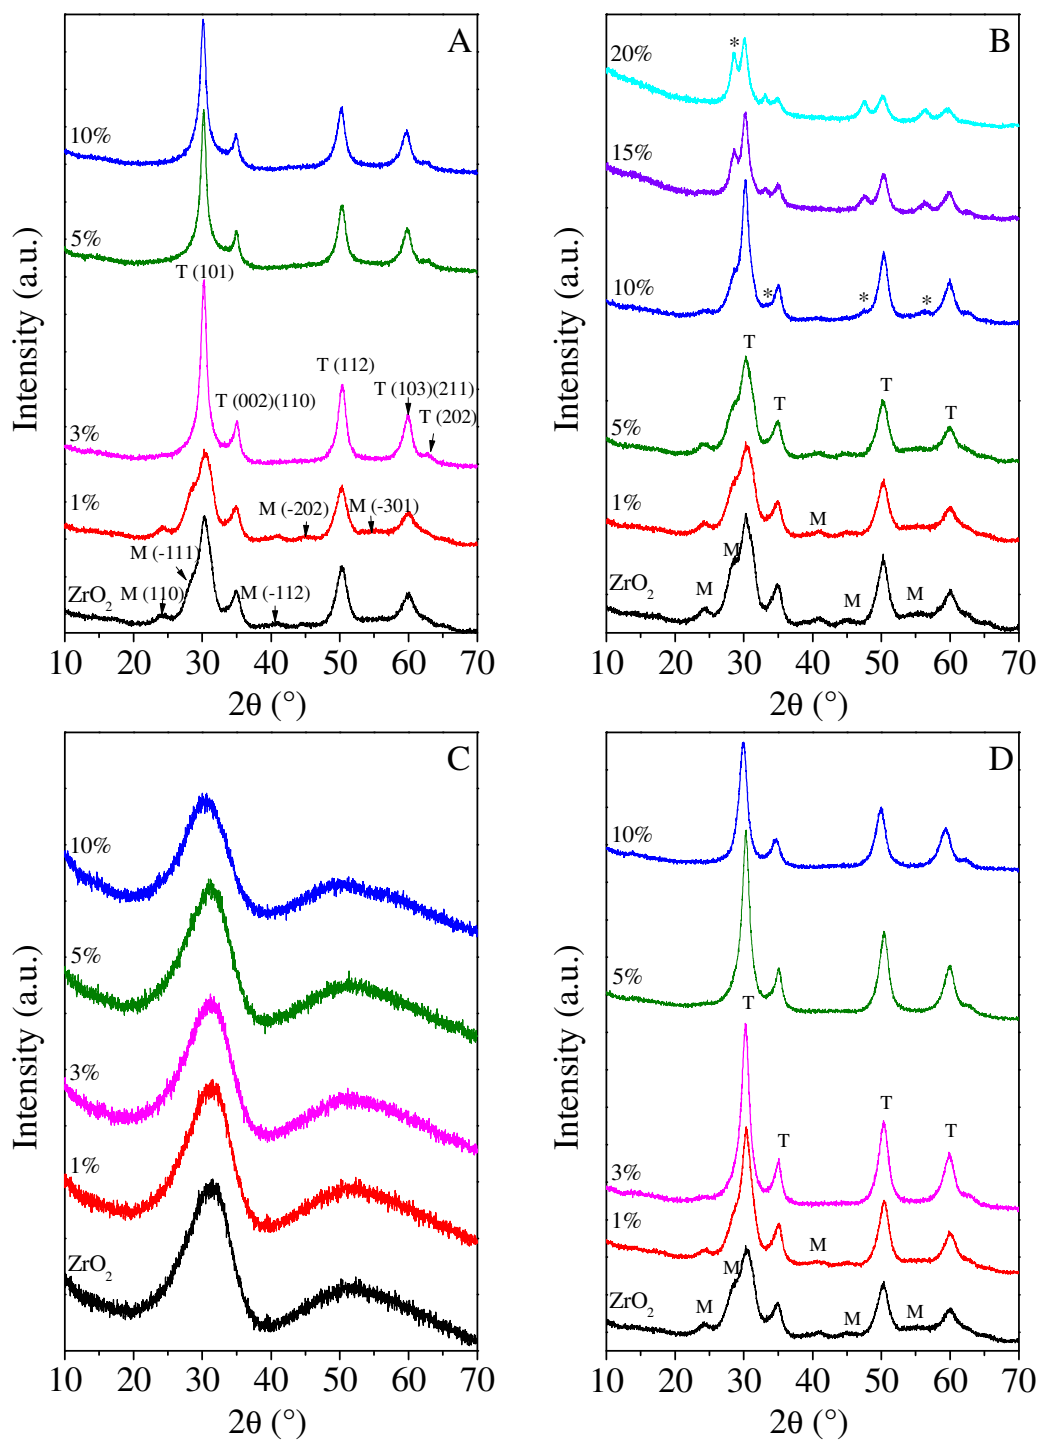 A
10%
5%
T (101)
T (112)
T (103)(211)
T (002)(110)
T (202)
3%
1%
M (-202)
M (-301)
M (-111)
ZrO2
M (110)
M (-112)
10 20 30 40 50 60 70
2θ (°)
Intensity (a.u.)
B
20%
*
15%
10%
* * *
T
T
T
5%
1%
M
M
ZrO2
M
M
M
10 20 30 40 50 60 70
2θ (°)
Intensity (a.u.)
C
10%
5%
3%
1%
ZrO2
10 20 30 40 50 60 70
2θ (°)
Intensity (a.u.)
D
10%
5%
T
T
T
T
3%
1%
M
M
ZrO2
M
M
M
10 20 30 40 50 60 70
2θ (°)
Intensity (a.u.)